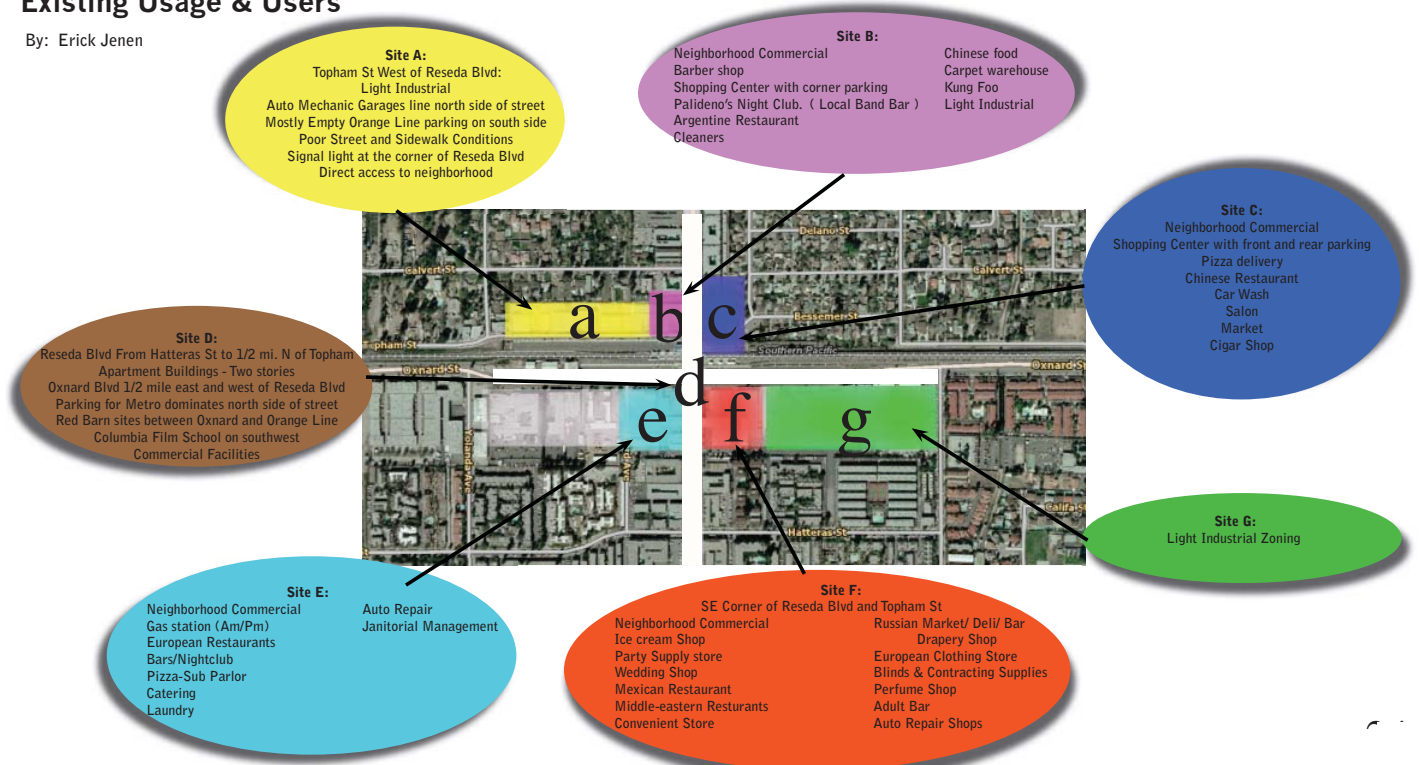 Existing Usage & Users
By: Erick Jenen
Site A:
Topham St West of Reseda Blvd:
Light Industrial
Auto Mechanic Garages line north side of street
Mostly Empty Orange Line parking on south side
Poor Street and Sidewalk Conditions
Signal light at the corner of Reseda Blvd
Direct access to neighborhood
Site B:
Neighborhood Commercial
Barber shop
Shopping Center with corner parking
Palideno's Night Club. ( Local Band Bar )
Argentine Restaurant
Cleaners
Chinese food
Carpet warehouse
Kung Foo
Light Industrial
Site C:
Neighborhood Commercial
Shopping Center with front and rear parking
Pizza delivery
Chinese Restaurant
Car Wash
Salon
Market
Cigar Shop
Delano St
Calvert St
Calvert St
a
b
c
Bessemer St
Topham St
Southern Pacific
Oxnard St
Oxnard St
d
e
f
g
Yolanda Ave
Hatteras St
Califa St
Site D:
Reseda Blvd From Hatteras St to 1/2 mi. N of Topham
Apartment Buildings - Two stories
Oxnard Blvd 1/2 mile east and west of Reseda Blvd
Parking for Metro dominates north side of street
Red Barn sites between Oxnard and Orange Line
Columbia Film School on southwest
Commercial Facilities
Site G:
Light Industrial Zoning
Site E:
Neighborhood Commercial
Gas station (Am/Pm)
European Restaurants
Bars/Nightclub
Pizza-Sub Parlor
Catering
Laundry
Auto Repair
Janitorial Management
Site F:
SE Corner of Reseda Blvd and Topham St
Neighborhood Commercial
Ice cream Shop
Party Supply store
Wedding Shop
Mexican Restaurant
Middle-eastern Resturants
Convenient Store
Russian Market/ Deli/ Bar
Drapery Shop
European Clothing Store
Blinds & Contracting Supplies
Perfume Shop
Adult Bar
Auto Repair Shops